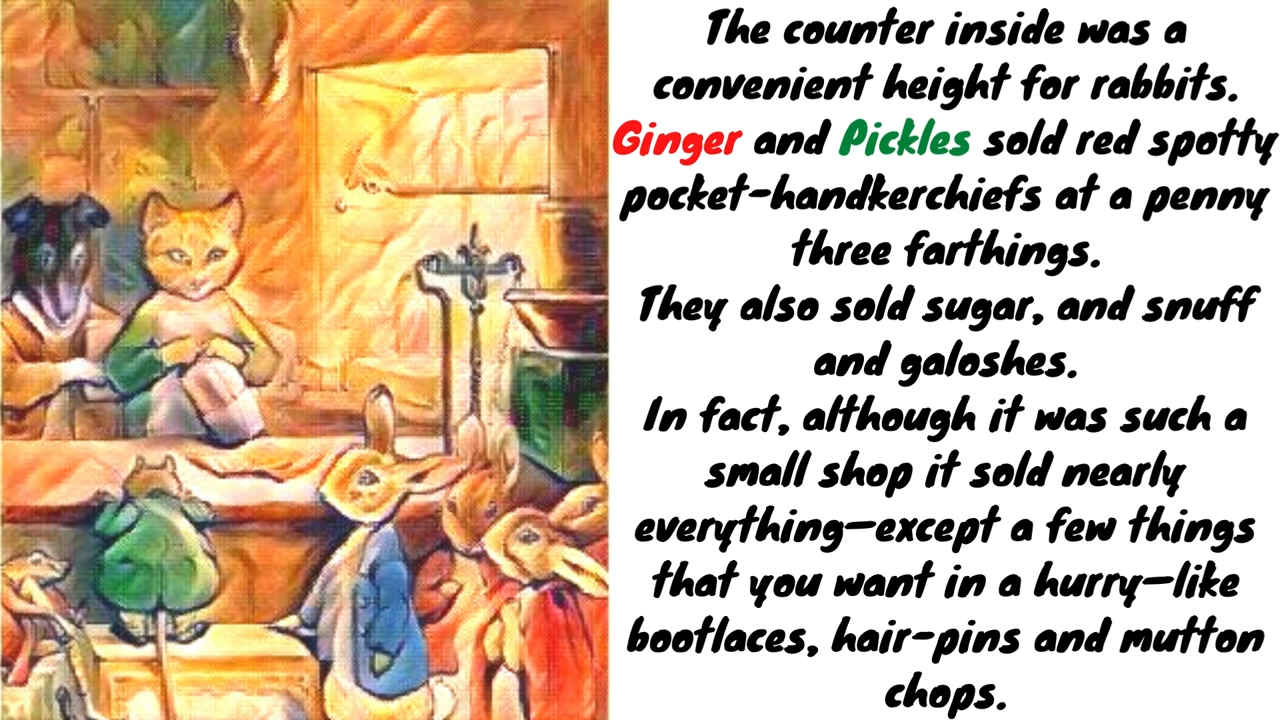 The counter inside was a
convenient height for rabbits.
Ginger and Pickles sold red spotty
pocket-handkerchiefs at a penny
three farthings.
They also sold sugar, and snuff
and galoshes.
In fact, although it was such a
small shop it sold nearly
everything—except a few things
that you want in a hurry—like
bootlaces, hair-pins and mutton
chops.